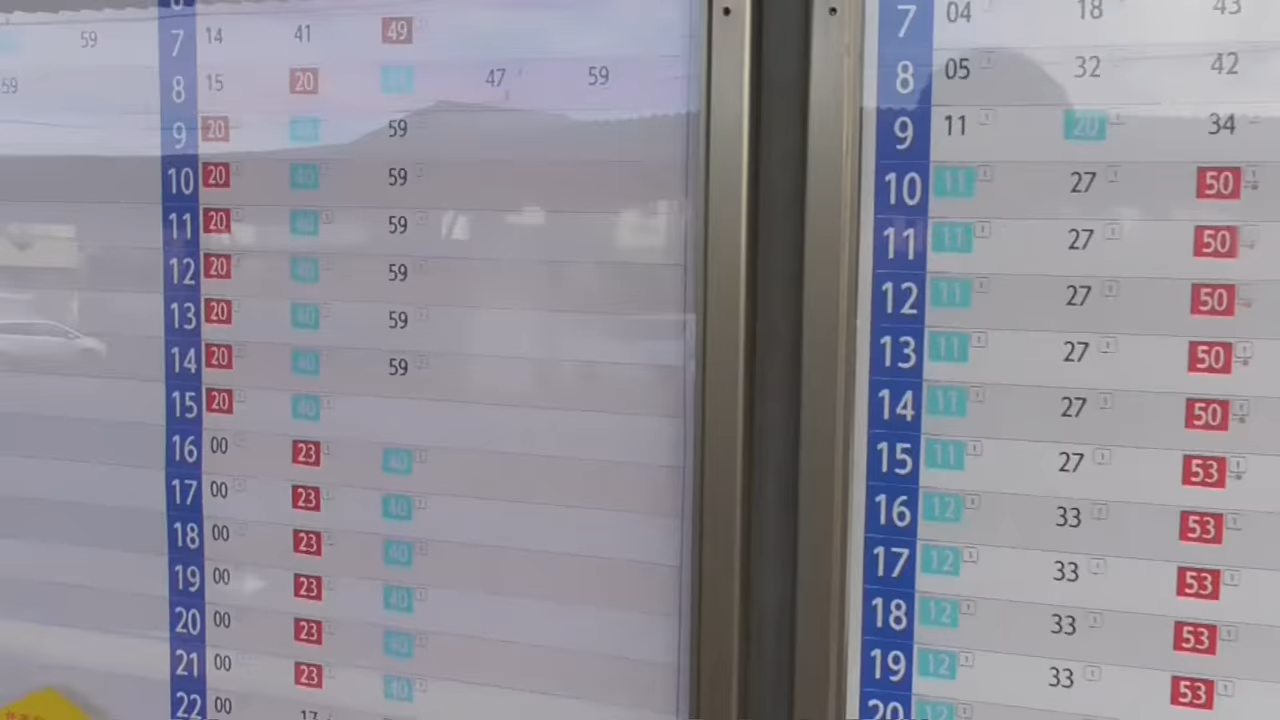 59
59
7 14 41 49
8 15 20 47 59
9 20 40 59
10 20 40 59
11 20 40 59
12 20 40 59
13 20 40 59
14 20 40 59
15 20 40
16 00 23 40
17 00 23 40
18 00 23 40
19 00 23 40
20 00 23 40
21 00 23 40
22 00
7 04 18 43
8 05 32 42
9 11 20 34
10 11 27 50
11 11 27 50
12 11 27 50
13 11 27 50
14 11 27 50
15 11 27 53
16 12 33 53
17 12 33 53
18 12 33 53
19 12 33 53
20 12